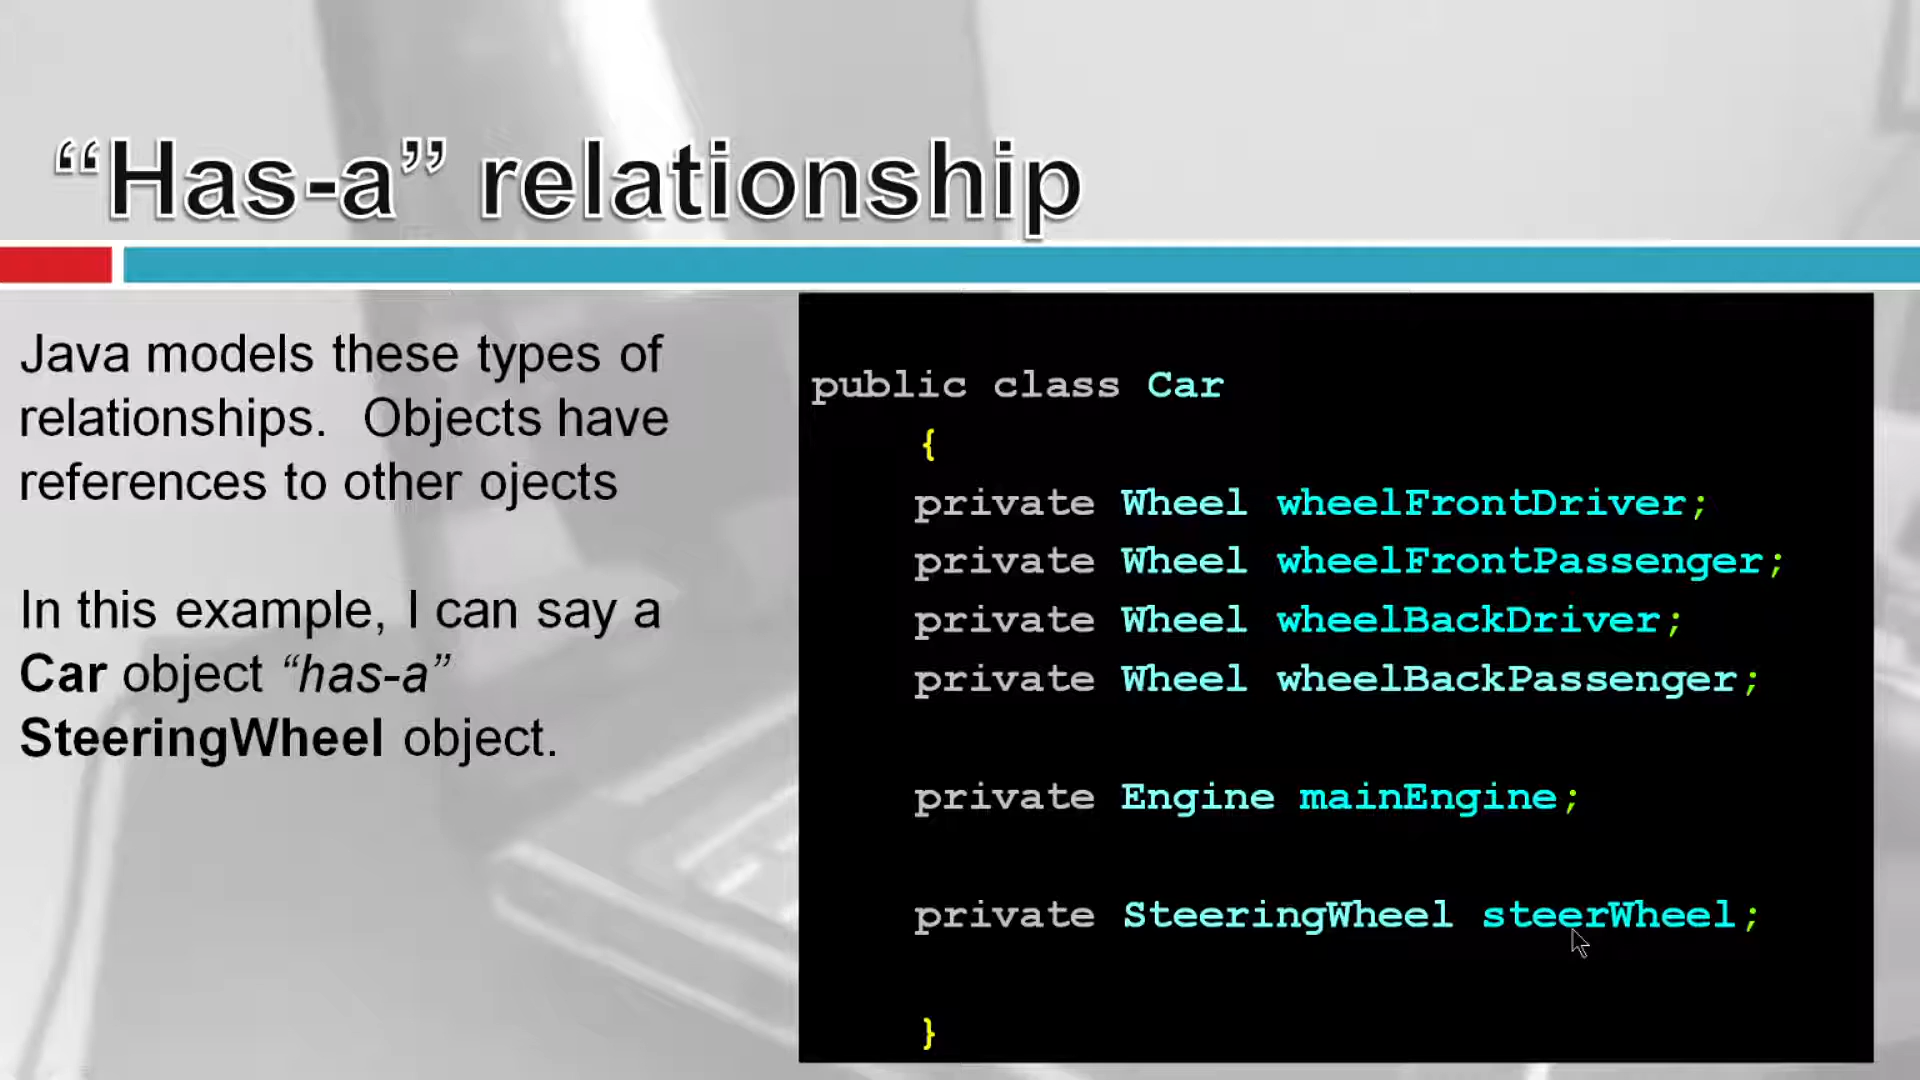 “Has-a” relationship
Java models these types of
relationships.  Objects have
references to other ojects
In this example, I can say a
Car object “has-a”
SteeringWheel object.
public class Car
{
private Wheel wheelFrontDriver;
private Wheel wheelFrontPassenger;
private Wheel wheelBackDriver;
private Wheel wheelBackPassenger;
private Engine mainEngine;
private SteeringWheel steerWheel;
}